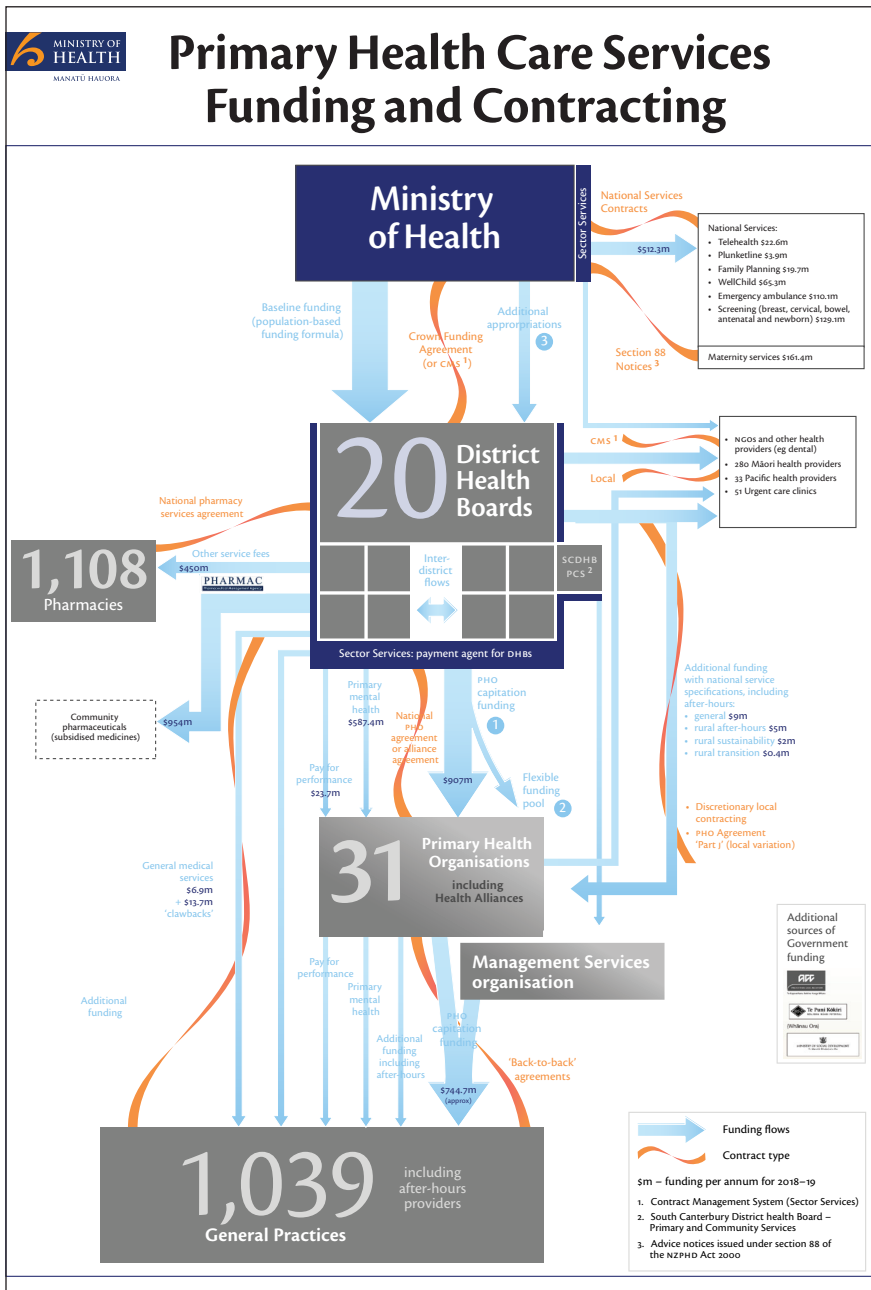 MINISTRY OF
HEALTH
MANATŪ HAUORA
Primary Health Care Services
Funding and Contracting
Ministry
of Health
Sector Services
National Services
Contracts
$512.3m
National Services:
• Telehealth $22.6m
• Plunketline $3.9m
• Family Planning $19.7m
• WellChild $65.3m
• Emergency ambulance $110.1m
• Screening (breast, cervical, bowel,
antenatal and newborn) $129.1m
Maternity services $161.4m
Baseline funding
(population-based
funding formula)
Crown Funding
Agreement
(or CMS 1)
Additional
approrpriations
3
Section 88
Notices 3
20
District
Health
Boards
CMS 1
Local
• NGOs and other health
providers (eg dental)
• 280 Māori health providers
• 33 Pacific health providers
• 51 Urgent care clinics
National pharmacy
services agreement
1,108
Pharmacies
Other service fees
$450m
PHARMAC
Inter-
district
flows
SCDHB
PCS 2
Sector Services: payment agent for DHBs
Community
pharmaceuticals
(subsidised medicines)
$954m
Primary
mental
health
$587.4m
National
PHO
agreement
or alliance
agreement
PHO
capitation
funding
1
Pay for
performance
$23.7m
$907m
Flexible
funding
pool
2
Additional funding
with national service
specifications, including
after-hours:
• general $9m
• rural after-hours $5m
• rural sustainability $2m
• rural transition $0.4m
• Discretionary local
contracting
• PHO Agreement
'Part J' (local variation)
31
Primary Health
Organisations
including
Health Alliances
General medical
services
$6.9m
+ $13.7m
'clawbacks'
Management Services
organisation
Additional
sources of
Government
funding
Te Puni Kōkiri
(Whānau Ora)
Additional
funding
Pay for
performance
Primary
mental
health
Additional
funding
including
after-hours
PHO
capitation
funding
$744.7m
(approx)
'Back-to-back'
agreements
1,039
including
after-hours
providers
General Practices
Funding flows
Contract type
$m – funding per annum for 2018–19
1. Contract Management System (Sector Services)
2. South Canterbury District health Board –
Primary and Community Services
3. Advice notices issued under section 88 of
the NZPHD Act 2000